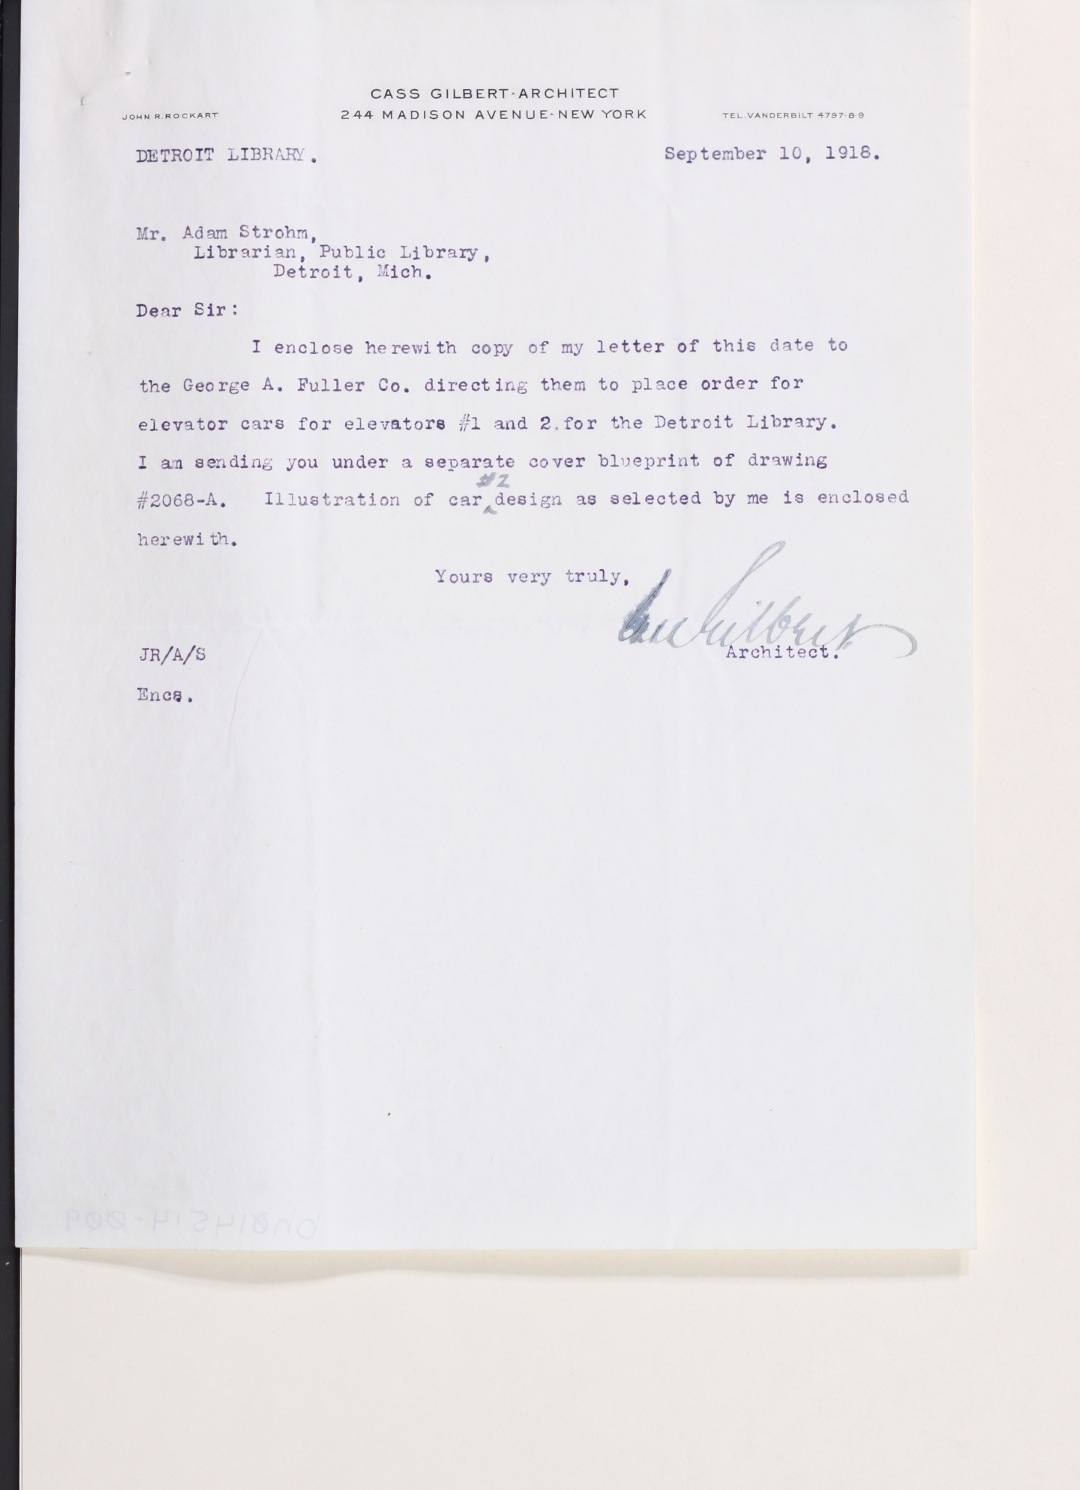 CASS GILBERT·ARCHITECT
JOHN R. ROCKART 244 MADISON AVENUE-NEW YORK TEL. VANDERBILT 4797-8-9
DETROIT LIBRARY. September 10, 1918.
Mr. Adam Strohm,
Librarian, Public Library,
Detroit, Mich.
Dear Sir:
I enclose herewith copy of my letter of this date to
the George A. Fuller Co. directing them to place order for
elevator cars for elevators #1 and 2 for the Detroit Library.
I am sending you under a separate cover blueprint of drawing
#2
#2068-A. Illustration of car design as selected by me is enclosed
herewith.
Yours very truly,
Cass Gilbert
Architect.
JR/A/S
Encs.